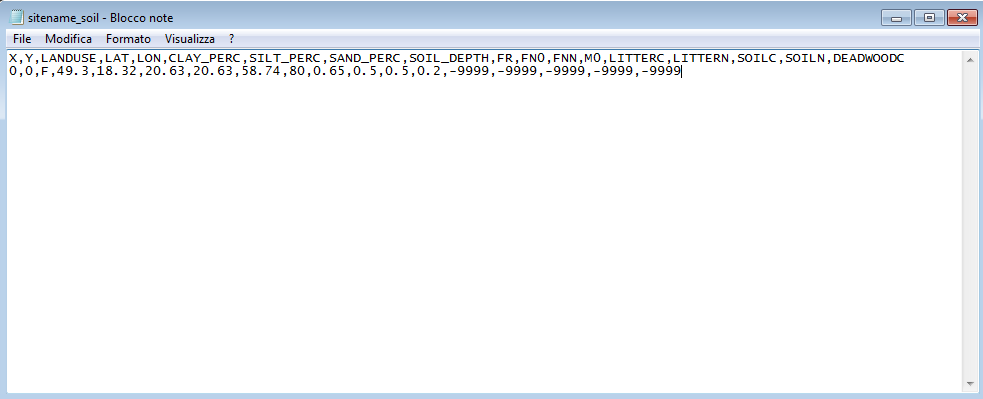 sitename_soil - Blocco note
File Modifica Formato Visualizza ?
X,Y,LANDUSE,LAT,LON,CLAY_PERC,SILT_PERC,SAND_PERC,SOIL_DEPTH,FR,FN0,FNN,M0,LITTERC,LITTERN,SOILC,SOILN,DEADWOODC
0,0,F,49.3,18.32,20.63,20.63,58.74,80,0.65,0.5,0.5,0.2,-9999,-9999,-9999,-9999,-9999